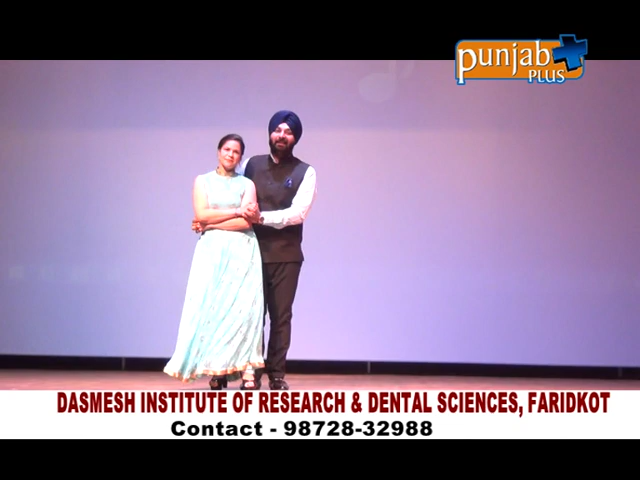 punjab
PLUS
DASMESH INSTITUTE OF RESEARCH & DENTAL SCIENCES, FARIDKOT
Contact - 98728-32988